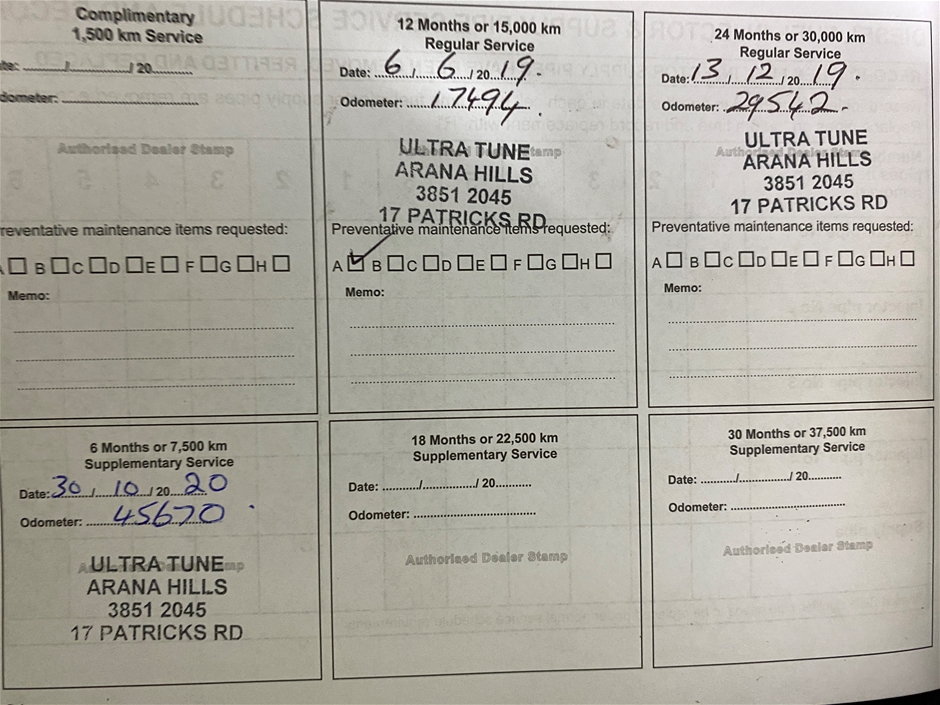 Complimentary
1,500 km Service
/ / 20
Odometer:
Authorised Dealer Stamp
Preventative maintenance items requested:
A B C D E F G H
Memo:
12 Months or 15,000 km
Regular Service
Date: 6 / 6 / 20 19.
Odometer: 17494.
ULTRA TUNE
ARANA HILLS
3851 2045
17 PATRICKS RD
Preventative maintenance items requested:
A ✓ B C D E F G H
Memo:
24 Months or 30,000 km
Regular Service
Date: 13 / 12 / 20 19.
Odometer: 29542.
ULTRA TUNE
ARANA HILLS
3851 2045
17 PATRICKS RD
Preventative maintenance items requested:
A B C D E F G H
Memo:
6 Months or 7,500 km
Supplementary Service
Date: 30 / 10 / 20 20
Odometer: 45670.
ULTRA TUNE
ARANA HILLS
3851 2045
17 PATRICKS RD
18 Months or 22,500 km
Supplementary Service
Date: / / 20
Odometer:
Authorised Dealer Stamp
30 Months or 37,500 km
Supplementary Service
Date: / / 20
Odometer:
Authorised Dealer Stamp